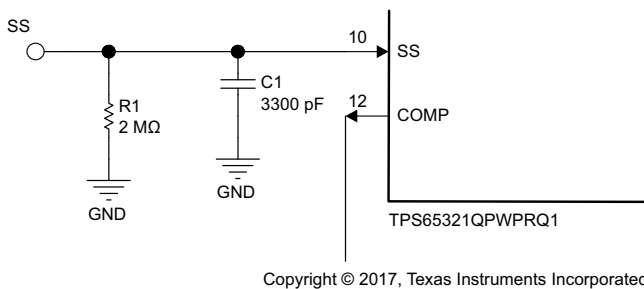 SS
10
SS
R1
2 MΩ
C1
3300 pF
12
COMP
GND
GND
TPS65321QPWPRQ1
Copyright © 2017, Texas Instruments Incorporated